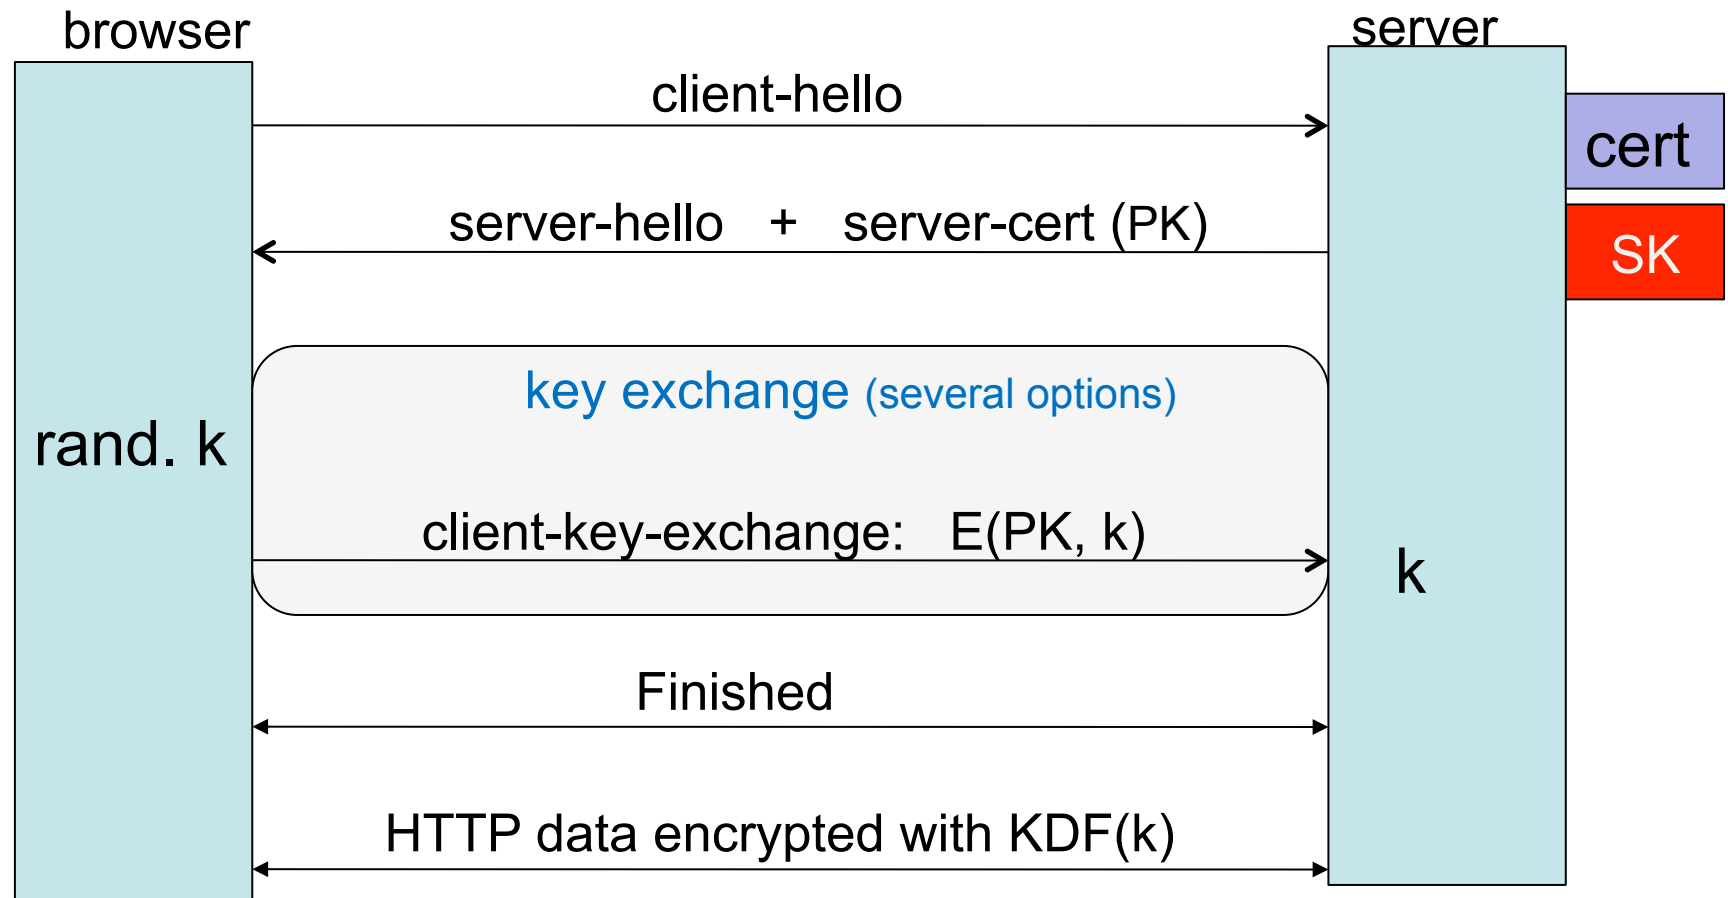 browser
server
client-hello
cert
server-hello + server-cert (PK)
SK
key exchange (several options)
rand. k
client-key-exchange: E(PK, k)
k
Finished
HTTP data encrypted with KDF(k)